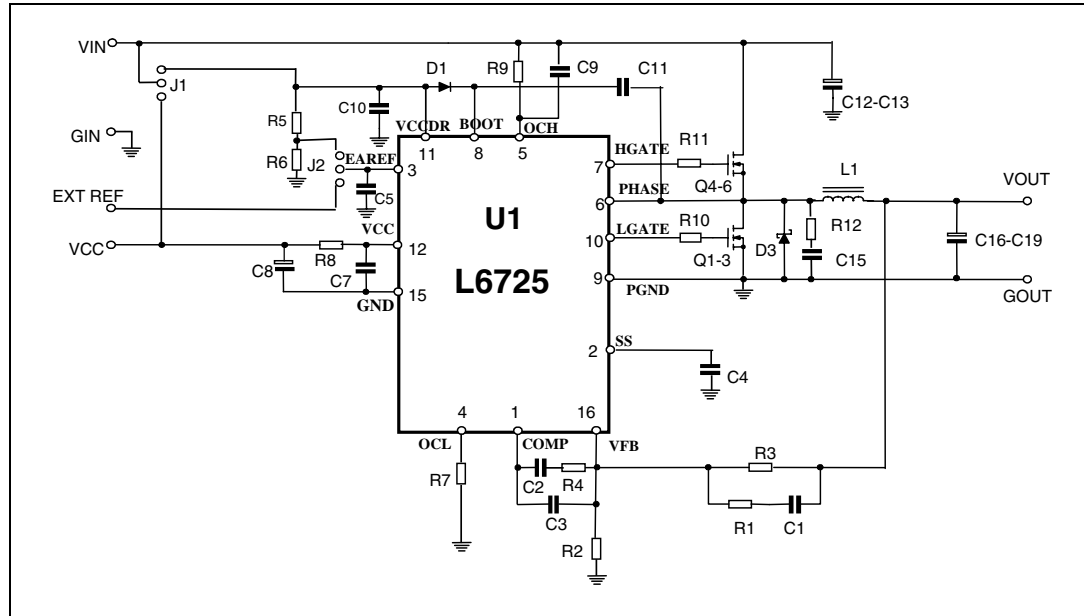 VIN
J1
R9
C9
D1
C11
C12-C13
C10
VCCDR
BOOT
OCH
11
8
5
GIN
R5
R6
J2
EAREF
3
C5
HGATE
7
R11
Q4-6
L1
EXT REF
PHASE
6
VOUT
VCC
VCC
12
U1
LGATE
10
R10
Q1-3
D3
R12
C15
C16-C19
C8
R8
C7
GND
15
L6725
9
PGND
GOUT
SS
2
C4
4
1
16
OCL
COMP
VFB
R7
C2
R4
C3
R2
R3
R1
C1